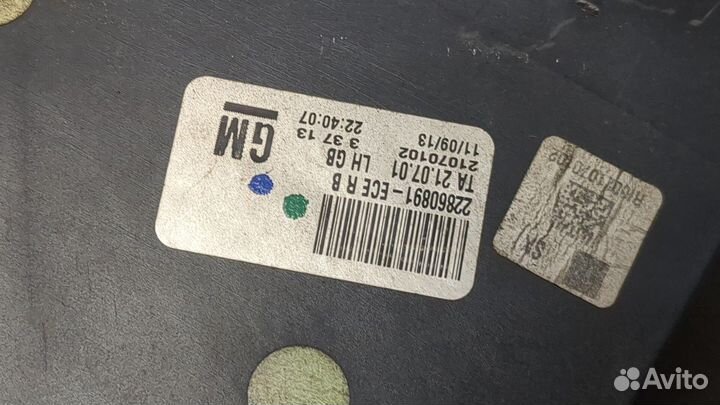 GM
3 37 13
22:40:07
21070102
11/09/13
TA 21.07.01 LH GB
22860891-ECE R B
Avito